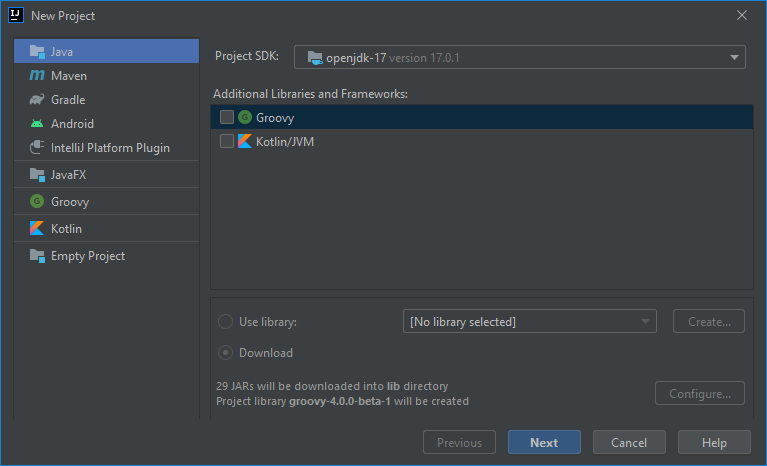 IJ New Project
Java
m Maven
Gradle
Android
IntelliJ Platform Plugin
JavaFX
G Groovy
Kotlin
Empty Project
Project SDK: openjdk-17 version 17.0.1
Additional Libraries and Frameworks:
G Groovy
Kotlin/JVM
Use library: [No library selected] Create...
Download
29 JARs will be downloaded into lib directory
Project library groovy-4.0.0-beta-1 will be created
Configure...
Previous Next Cancel Help